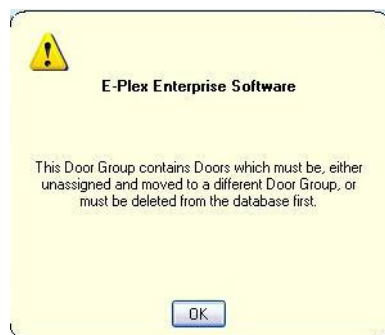 E-Plex Enterprise Software
This Door Group contains Doors which must be, either
unassigned and moved to a different Door Group, or
must be deleted from the database first.
OK